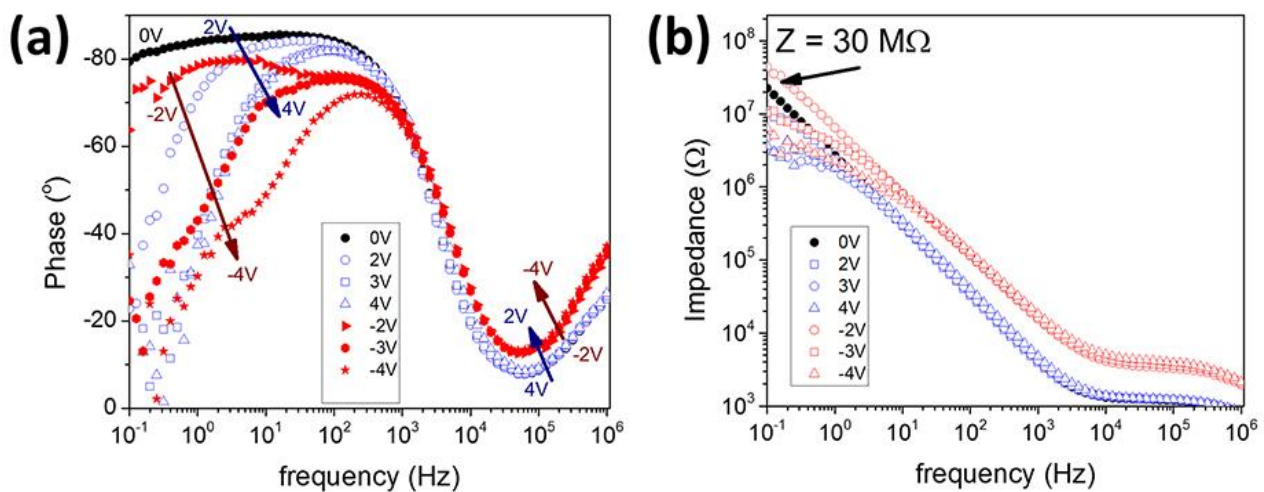 (a)
0V
2V
-2V
4V
-4V
-4V
2V
-2V
4V
0V
2V
3V
4V
-2V
-3V
-4V
Phase (º)
-80
-60
-40
-20
0
10⁻¹ 10⁰ 10¹ 10² 10³ 10⁴ 10⁵ 10⁶
frequency (Hz)
(b)
Z = 30 MΩ
0V
2V
3V
4V
-2V
-3V
-4V
Impedance (Ω)
10⁸
10⁷
10⁶
10⁵
10⁴
10³
10⁻¹ 10⁰ 10¹ 10² 10³ 10⁴ 10⁵ 10⁶
frequency (Hz)